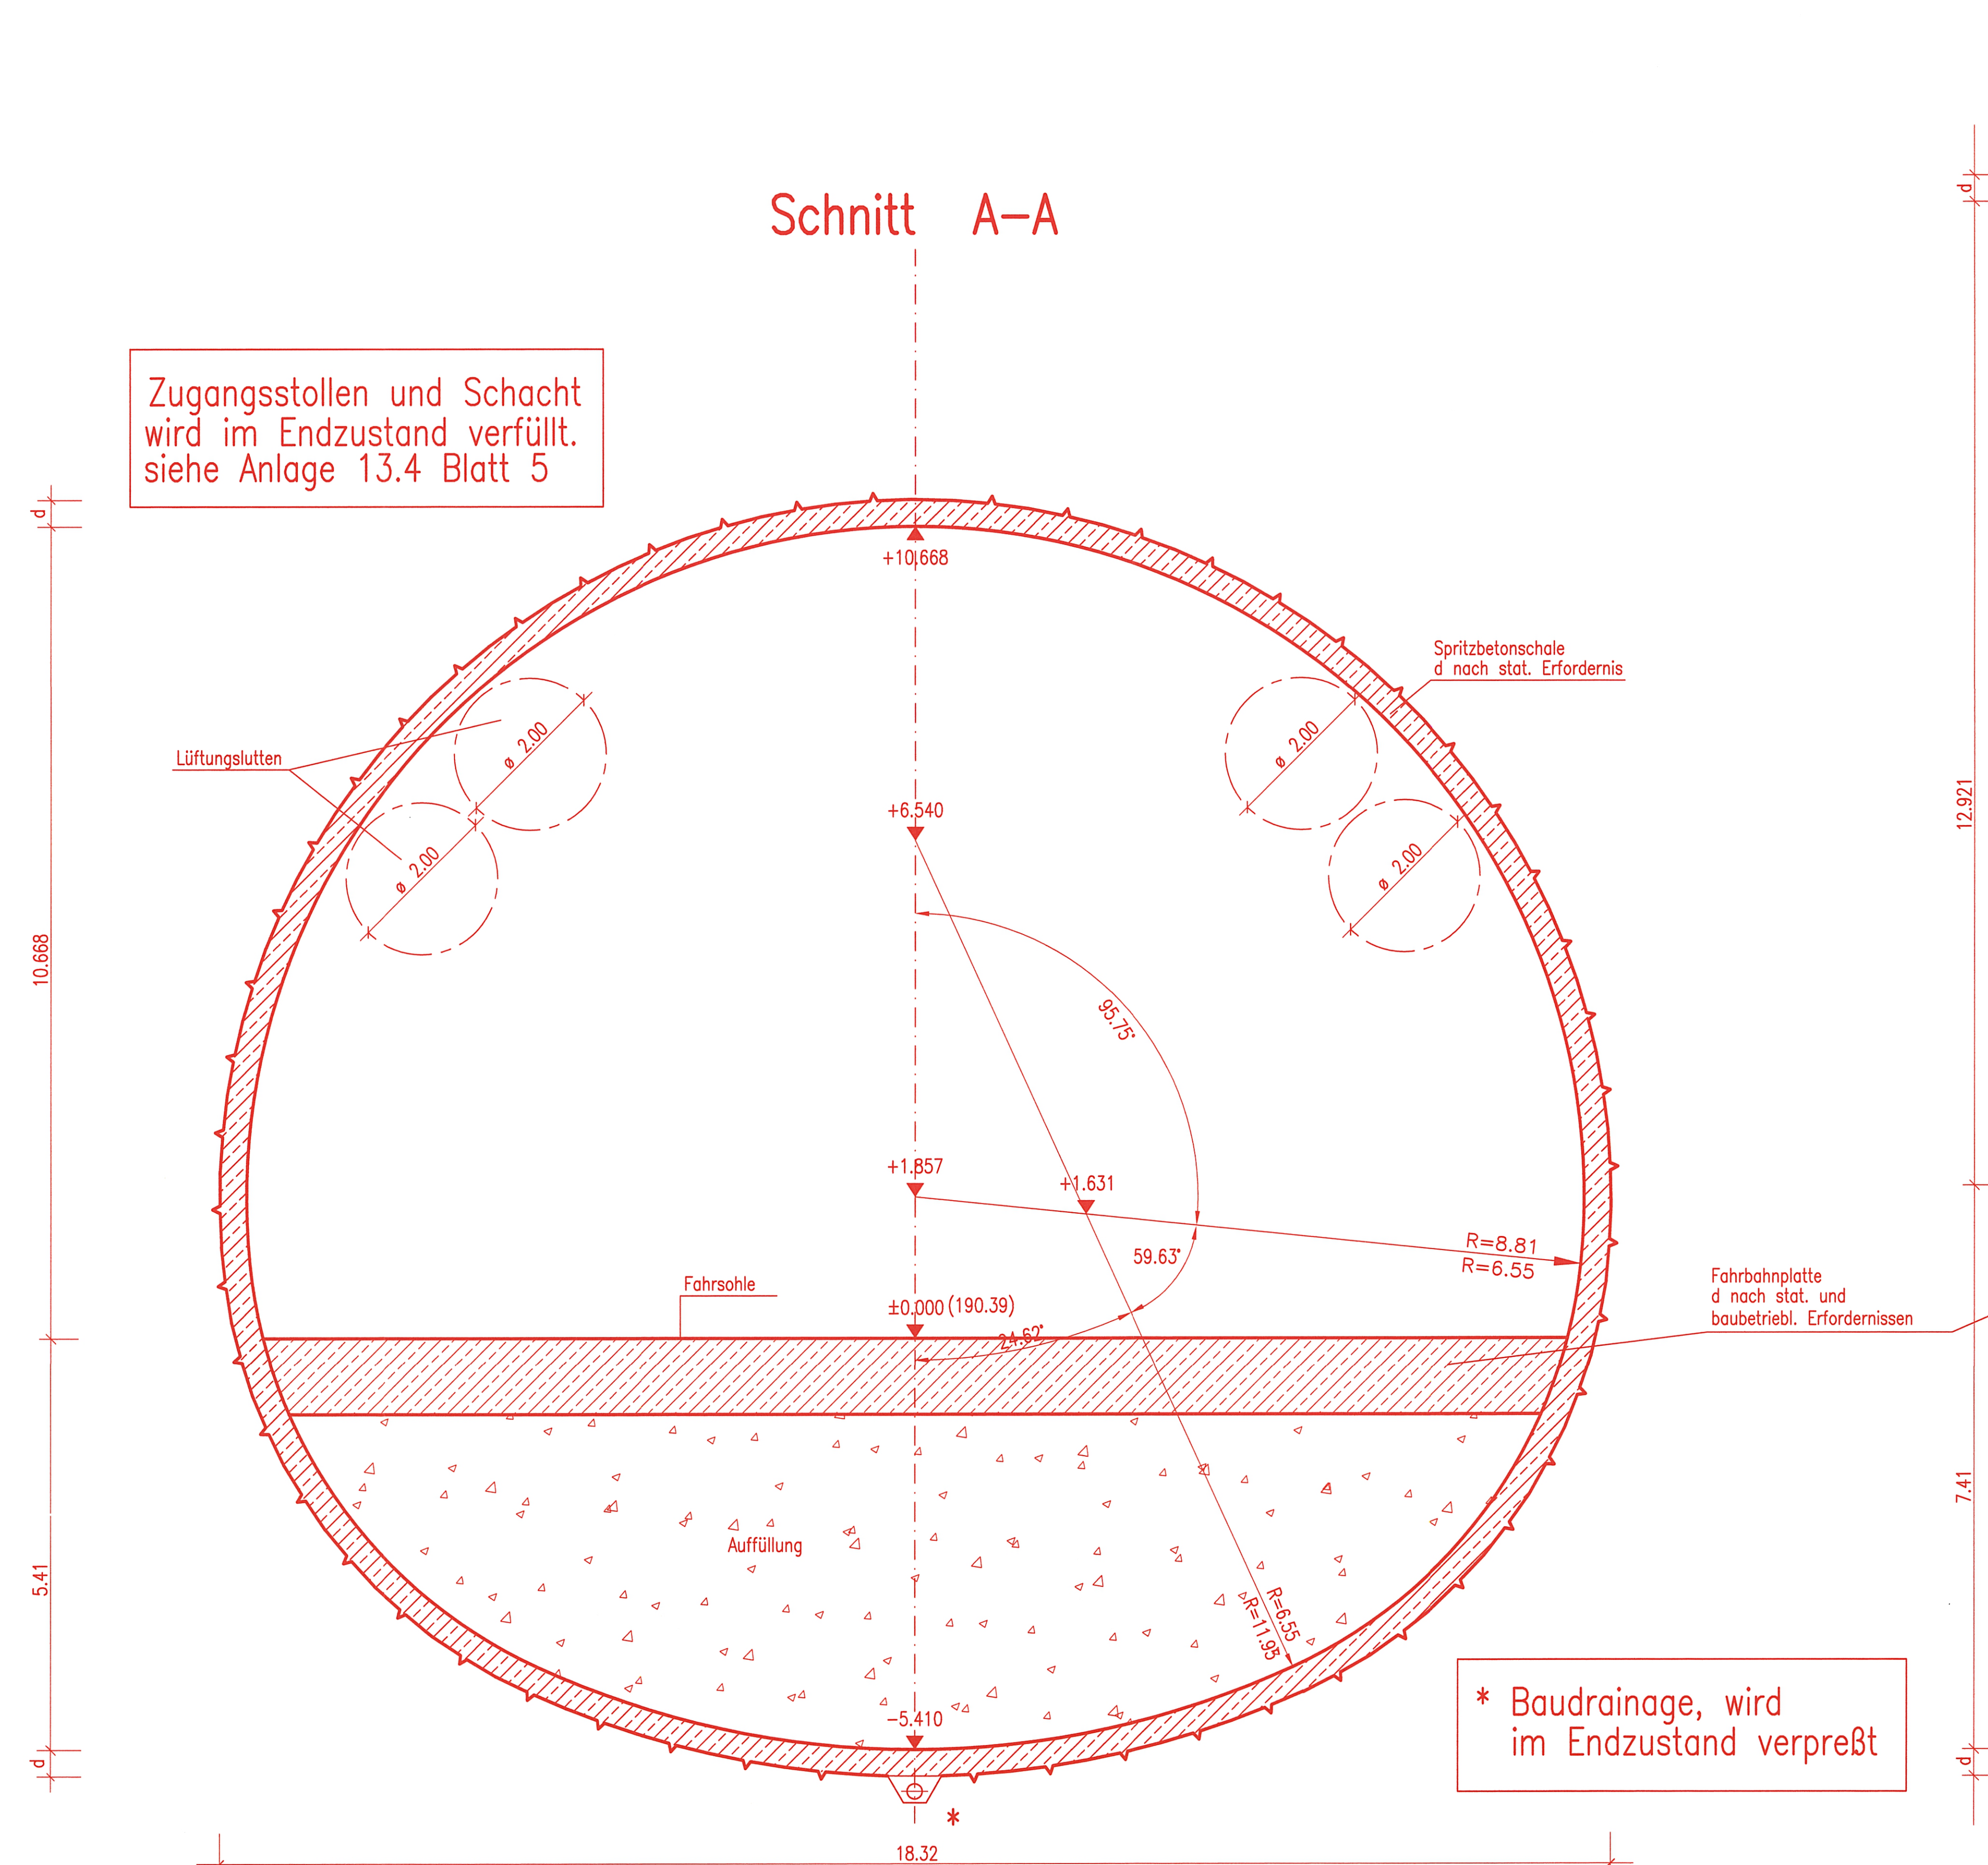 Schnitt A-A
Zugangsstollen und Schacht
wird im Endzustand verfüllt.
siehe Anlage 13.4 Blatt 5
d
d
d
+10.668
Spritzbetonschale
d nach stat. Erfordernis
ø 2.00
ø 2.00
Lüftungslutten
+6.540
12.921
ø 2.00
ø 2.00
10.668
95.75°
+1.857
+1.631
R=8.81
R=6.55
59.63°
Fahrsohle
±0.000 (190.39)
24.62°
Fahrbahnplatte
d nach stat. und
baubetriebl. Erfordernissen
7.41
Auffüllung
5.41
R=6.55
R=11.95
-5.410
* Baudrainage, wird
im Endzustand verpreßt
d
d
*
18.32